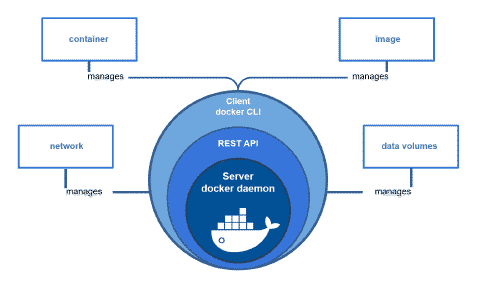 container
image
manages
manages
Client
docker CLI
REST API
network
data volumes
Server
docker daemon
manages
manages